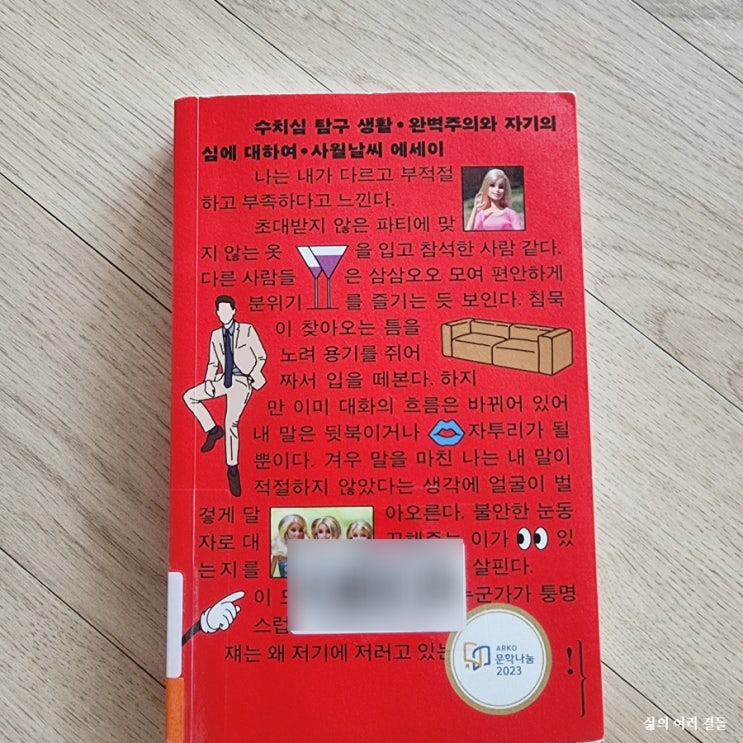 수치심 탐구 생활•완벽주의와 자기의
심에 대하여•사월날씨 에세이
나는 내가 다르고 부적절
하고 부족하다고 느낀다.
초대받지 않은 파티에 맞
지 않는 옷 을 입고 참석한 사람 같다.
다른 사람들 은 삼삼오오 모여 편안하게
분위기 를 즐기는 듯 보인다. 침묵
이 찾아오는 틈을
노려 용기를 쥐어
짜서 입을 떼본다. 하지
만 이미 대화의 흐름은 바뀌어 있어
내 말은 뒷북이거나 자투리가 될
뿐이다. 겨우 말을 마친 나는 내 말이
적절하지 않았다는 생각에 얼굴이 벌
겋게 달 아오른다. 불안한 눈동
자로 대 이가 있
는지를 살핀다.
이 퉁명
스럽
쟤는 왜 저기에 저러고 있는 !
ARKO
문학나눔
2023
삶의 여러 결들